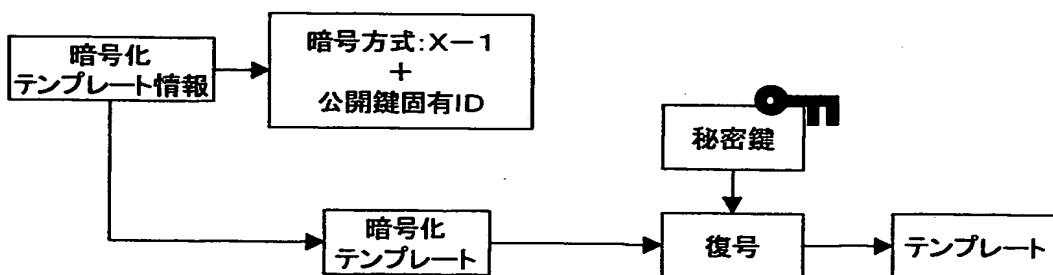 暗号化
テンプレート情報
暗号方式:X－1
+
公開鍵固有ID
秘密鍵
暗号化
テンプレート
復号
テンプレート